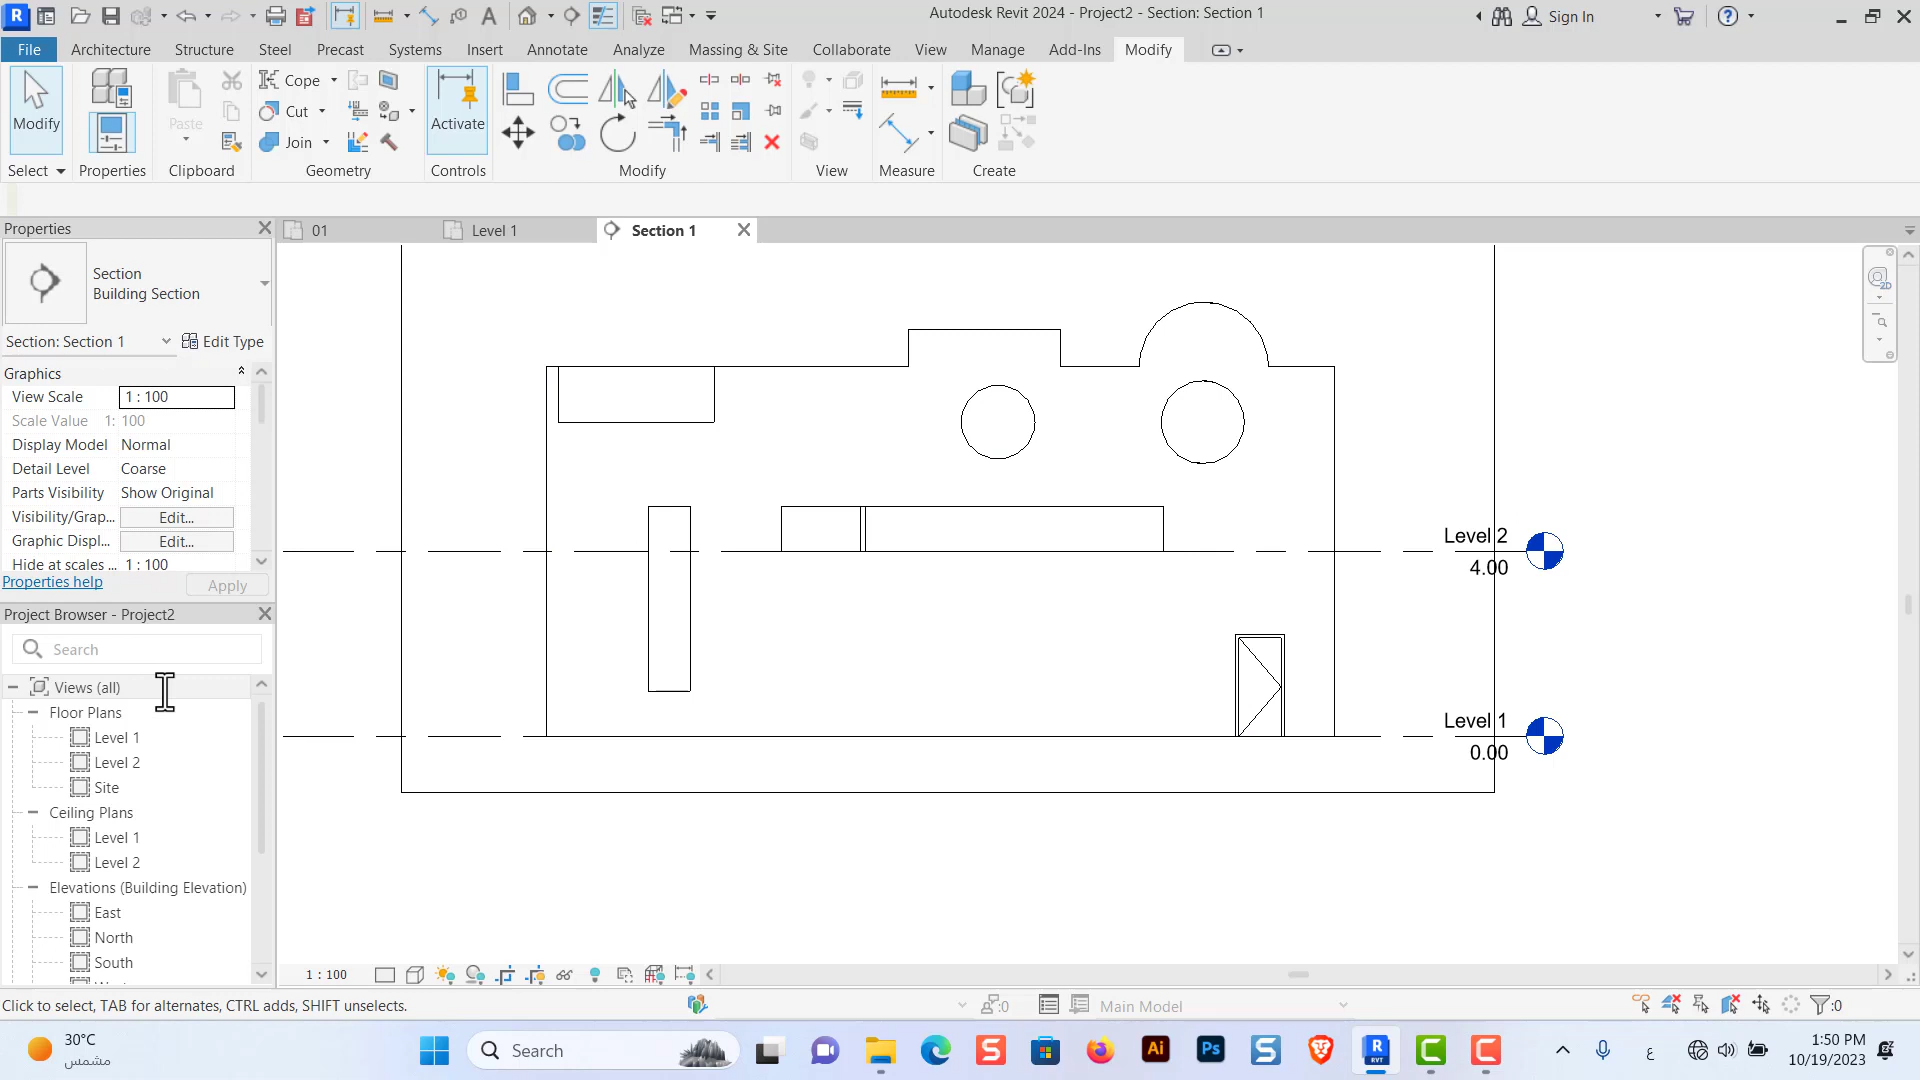 Autodesk Revit 2024 - Project2 - Section: Section 1
Sign In
File
Architecture
Structure
Steel
Precast
Systems
Insert
Annotate
Analyze
Massing & Site
Collaborate
View
Manage
Add-Ins
Modify
Modify
Paste
Cope
Cut
Join
Activate
Select
Properties
Clipboard
Geometry
Controls
Modify
View
Measure
Create
Properties
01
Level 1
Section 1
Section
Building Section
Section: Section 1
Edit Type
Graphics
View Scale
1 : 100
Scale Value 1:
100
Display Model
Normal
Detail Level
Coarse
Parts Visibility
Show Original
Visibility/Grap...
Edit...
Graphic Displ...
Edit...
Hide at scales ...
1 : 100
Properties help
Apply
Project Browser - Project2
Search
Views (all)
Floor Plans
Level 1
Level 2
Site
Ceiling Plans
Level 1
Level 2
Elevations (Building Elevation)
East
North
South
Level 2
4.00
Level 1
0.00
2D
1 : 100
Click to select, TAB for alternates, CTRL adds, SHIFT unselects.
:0
Main Model
:0
30°C
مشمس
Search
Ai
Ps
R
RVT
S
S
C
C
ع
1:50 PM
10/19/2023